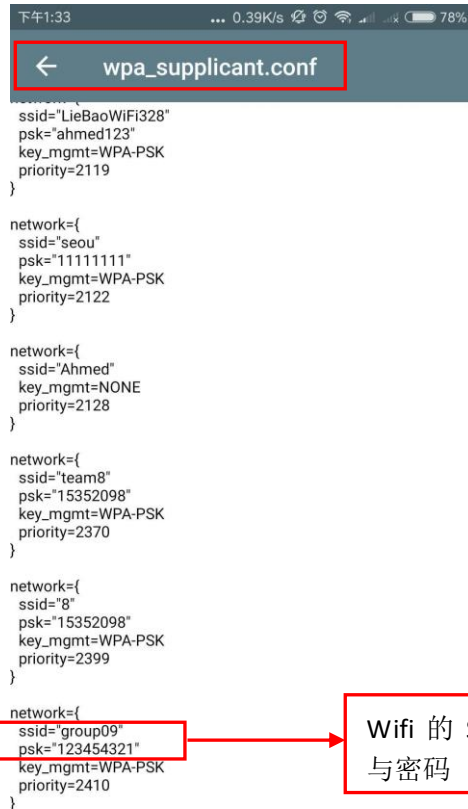 下午1:33 ... 0.39K/s 78%
← wpa_supplicant.conf
network={
ssid="LieBaoWiFi328"
psk="ahmed123"
key_mgmt=WPA-PSK
priority=2119
}
network={
ssid="seou"
psk="11111111"
key_mgmt=WPA-PSK
priority=2122
}
network={
ssid="Ahmed"
key_mgmt=NONE
priority=2128
}
network={
ssid="team8"
psk="15352098"
key_mgmt=WPA-PSK
priority=2370
}
network={
ssid="8"
psk="15352098"
key_mgmt=WPA-PSK
priority=2399
}
network={
ssid="group09"
psk="123454321"
key_mgmt=WPA-PSK
priority=2410
}
Wifi 的
与密码